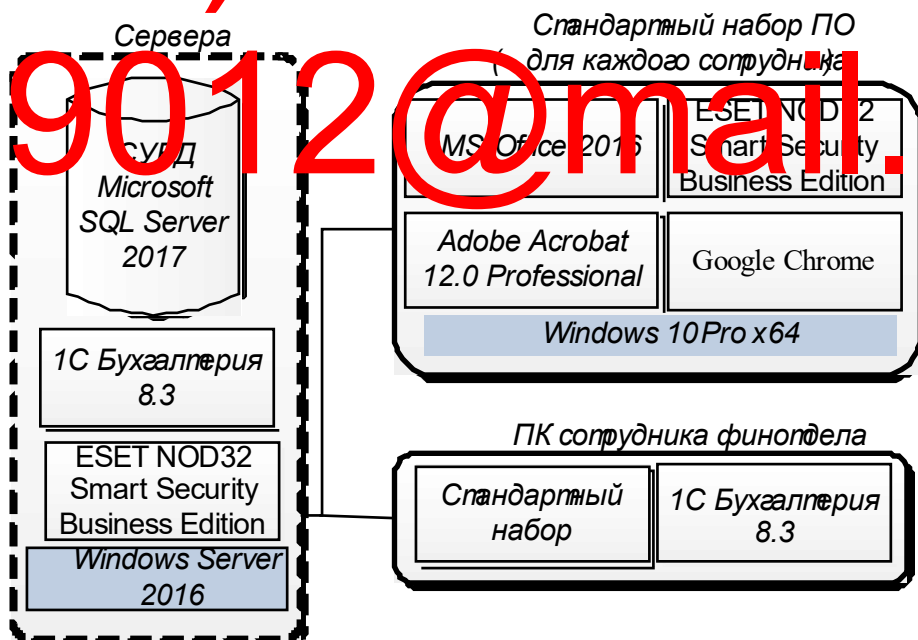 Сервера
СУБД
Microsoft
SQL Server
2017
1С Бухгалтерия
8.3
ESET NOD32
Smart Security
Business Edition
Windows Server
2016
Стандартный набор ПО
( для каждого сотрудника)
MS Office 2016
ESET NOD32
Smart Security
Business Edition
Adobe Acrobat
12.0 Professional
Google Chrome
Windows 10 Pro x64
ПК сотрудника финотдела
Стандартный
набор
1С Бухгалтерия
8.3
9012@mail.